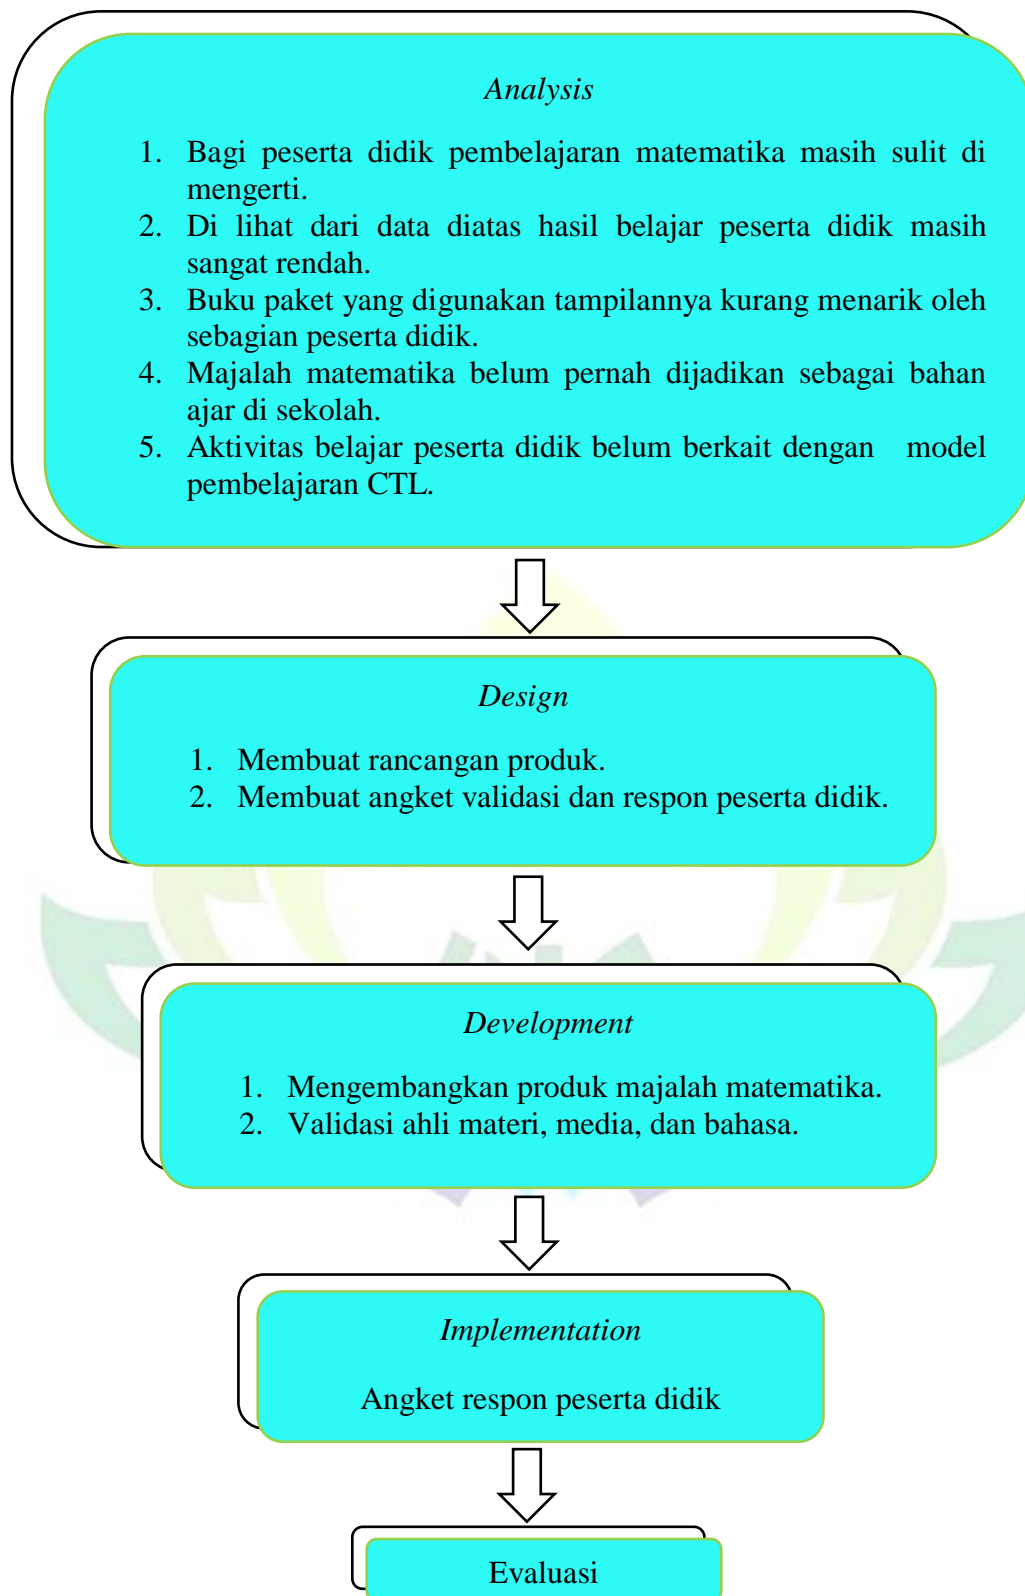 Analysis
1. Bagi peserta didik pembelajaran matematika masih sulit di
mengerti.
2. Di lihat dari data diatas hasil belajar peserta didik masih
sangat rendah.
3. Buku paket yang digunakan tampilannya kurang menarik oleh
sebagian peserta didik.
4. Majalah matematika belum pernah dijadikan sebagai bahan
ajar di sekolah.
5. Aktivitas belajar peserta didik belum berkait dengan model
pembelajaran CTL.
Design
1. Membuat rancangan produk.
2. Membuat angket validasi dan respon peserta didik.
Development
1. Mengembangkan produk majalah matematika.
2. Validasi ahli materi, media, dan bahasa.
Implementation
Angket respon peserta didik
Evaluasi